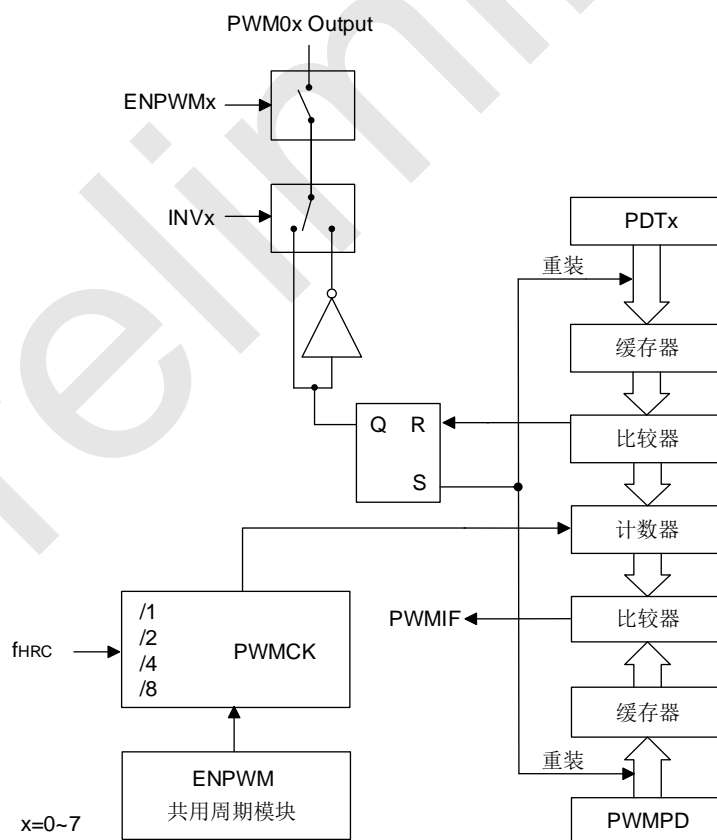 PWM0x Output
ENPWMx
INVx
PDTx
重装
缓存器
Q R
比较器
S
计数器
/1
/2
/4
/8
PWMCK
fHRC
PWMIF
比较器
缓存器
重装
ENPWM
共用周期模块
x=0~7
PWMPD